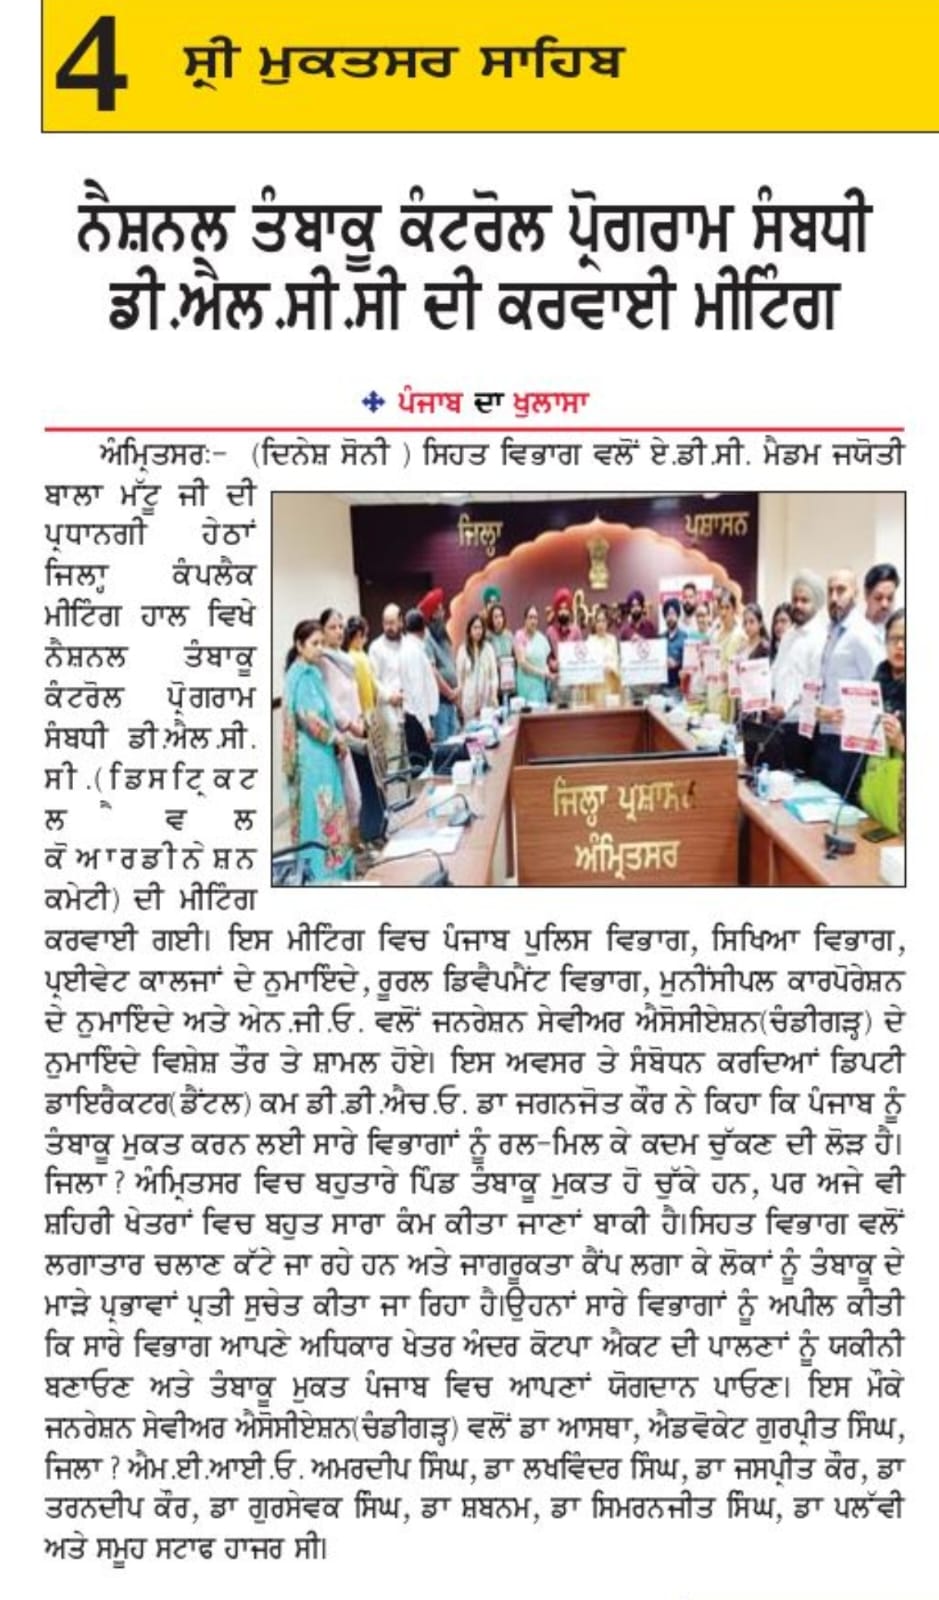 4 ਸ੍ਰੀ ਮੁਕਤਸਰ ਸਾਹਿਬ
ਨੈਸ਼ਨਲ ਤੰਬਾਕੂ ਕੰਟਰੋਲ ਪ੍ਰੋਗਰਾਮ ਸੰਬਧੀ
ਡੀ.ਐਲ.ਸੀ.ਸੀ ਦੀ ਕਰਵਾਈ ਮੀਟਿੰਗ
ਪੰਜਾਬ ਦਾ ਖੁਲਾਸਾ
ਅੰਮ੍ਰਿਤਸਰ:- (ਦਿਨੇਸ਼ ਸੋਨੀ ) ਸਿਹਤ ਵਿਭਾਗ ਵਲੋਂ ਏ.ਡੀ.ਸੀ. ਮੈਡਮ ਜਯੋਤੀ
ਬਾਲਾ ਮੱਟੂ ਜੀ ਦੀ
ਪ੍ਰਧਾਨਗੀ ਹੇਠਾਂ
ਜਿਲ੍ਹਾ ਕੰਪਲੈਕ
ਮੀਟਿੰਗ ਹਾਲ ਵਿਖੇ
ਨੈਸ਼ਨਲ ਤੰਬਾਕੂ
ਕੰਟਰੋਲ ਪ੍ਰੋਗਰਾਮ
ਸੰਬਧੀ ਡੀ.ਐਲ.ਸੀ.
ਸੀ.(ਡਿਸਟ੍ਰਿਕਟ
ਲੈਵਲ
ਕੋਆਰਡੀਨੇਸ਼ਨ
ਕਮੇਟੀ) ਦੀ ਮੀਟਿੰਗ
ਜਿਲ੍ਹਾ ਪ੍ਰਸ਼ਾਸਨ
ਜਿਲ੍ਹਾ ਪ੍ਰਸ਼ਾਸਨ
ਅੰਮ੍ਰਿਤਸਰ
ਕਰਵਾਈ ਗਈ। ਇਸ ਮੀਟਿੰਗ ਵਿਚ ਪੰਜਾਬ ਪੁਲਿਸ ਵਿਭਾਗ, ਸਿਖਿਆ ਵਿਭਾਗ,
ਪ੍ਰਈਵੇਟ ਕਾਲਜਾਂ ਦੇ ਨੁਮਾਇੰਦੇ, ਰੂਰਲ ਡਿਵੈਪਮੈਂਟ ਵਿਭਾਗ, ਮੁਨੀਂਸੀਪਲ ਕਾਰਪੋਰੇਸ਼ਨ
ਦੇ ਨੁਮਾਇੰਦੇ ਅਤੇ ਐਨ.ਜੀ.ਓ. ਵਲੋਂ ਜਨਰੇਸ਼ਨ ਸੇਵੀਅਰ ਐਸੋਸੀਏਸ਼ਨ(ਚੰਡੀਗੜ੍ਹ) ਦੇ
ਨੁਮਾਇੰਦੇ ਵਿਸ਼ੇਸ਼ ਤੌਰ ਤੇ ਸ਼ਾਮਲ ਹੋਏ। ਇਸ ਅਵਸਰ ਤੇ ਸੰਬੋਧਨ ਕਰਦਿਆਂ ਡਿਪਟੀ
ਡਾਇਰੈਕਟਰ(ਡੈਂਟਲ) ਕਮ ਡੀ.ਡੀ.ਐਚ.ਓ. ਡਾ ਜਗਨਜੋਤ ਕੌਰ ਨੇ ਕਿਹਾ ਕਿ ਪੰਜਾਬ ਨੂੰ
ਤੰਬਾਕੂ ਮੁਕਤ ਕਰਨ ਲਈ ਸਾਰੇ ਵਿਭਾਗਾਂ ਨੂੰ ਰਲ-ਮਿਲ ਕੇ ਕਦਮ ਚੁੱਕਣ ਦੀ ਲੋੜ ਹੈ।
ਜਿਲਾ ? ਅੰਮ੍ਰਿਤਸਰ ਵਿਚ ਬਹੁਤਾਰੇ ਪਿੰਡ ਤੰਬਾਕੂ ਮੁਕਤ ਹੋ ਚੁੱਕੇ ਹਨ, ਪਰ ਅਜੇ ਵੀ
ਸ਼ਹਿਰੀ ਖੇਤਰਾਂ ਵਿਚ ਬਹੁਤ ਸਾਰਾ ਕੰਮ ਕੀਤਾ ਜਾਣਾਂ ਬਾਕੀ ਹੈ।ਸਿਹਤ ਵਿਭਾਗ ਵਲੋਂ
ਲਗਾਤਾਰ ਚਲਾਣ ਕੱਟੇ ਜਾ ਰਹੇ ਹਨ ਅਤੇ ਜਾਗਰੂਕਤਾ ਕੈਂਪ ਲਗਾ ਕੇ ਲੋਕਾਂ ਨੂੰ ਤੰਬਾਕੂ ਦੇ
ਮਾੜੇ ਪ੍ਰਭਾਵਾਂ ਪ੍ਰਤੀ ਸੁਚੇਤ ਕੀਤਾ ਜਾ ਰਿਹਾ ਹੈ।ਉਹਨਾਂ ਸਾਰੇ ਵਿਭਾਗਾਂ ਨੂੰ ਅਪੀਲ ਕੀਤੀ
ਕਿ ਸਾਰੇ ਵਿਭਾਗ ਆਪਣੇ ਅਧਿਕਾਰ ਖੇਤਰ ਅੰਦਰ ਕੋਟਪਾ ਐਕਟ ਦੀ ਪਾਲਣਾਂ ਨੂੰ ਯਕੀਨੀ
ਬਣਾਓਣ ਅਤੇ ਤੰਬਾਕੂ ਮੁਕਤ ਪੰਜਾਬ ਵਿਚ ਆਪਣਾਂ ਯੋਗਦਾਨ ਪਾਓਣ। ਇਸ ਮੌਕੇ
ਜਨਰੇਸ਼ਨ ਸੇਵੀਅਰ ਐਸੋਸੀਏਸ਼ਨ(ਚੰਡੀਗੜ੍ਹ) ਵਲੋਂ ਡਾ ਆਸਥਾ, ਐਡਵੋਕੇਟ ਗੁਰਪ੍ਰੀਤ ਸਿੰਘ,
ਜਿਲਾ ? ਐਮ.ਈ.ਆਈ.ਓ. ਅਮਰਦੀਪ ਸਿੰਘ, ਡਾ ਲਖਵਿੰਦਰ ਸਿੰਘ, ਡਾ ਜਸਪ੍ਰੀਤ ਕੌਰ, ਡਾ
ਤਰਨਦੀਪ ਕੌਰ, ਡਾ ਗੁਰਸੇਵਕ ਸਿੰਘ, ਡਾ ਸ਼ਬਨਮ, ਡਾ ਸਿਮਰਨਜੀਤ ਸਿੰਘ, ਡਾ ਪਲੱਵੀ
ਅਤੇ ਸਮੂਹ ਸਟਾਫ ਹਾਜਰ ਸੀ।